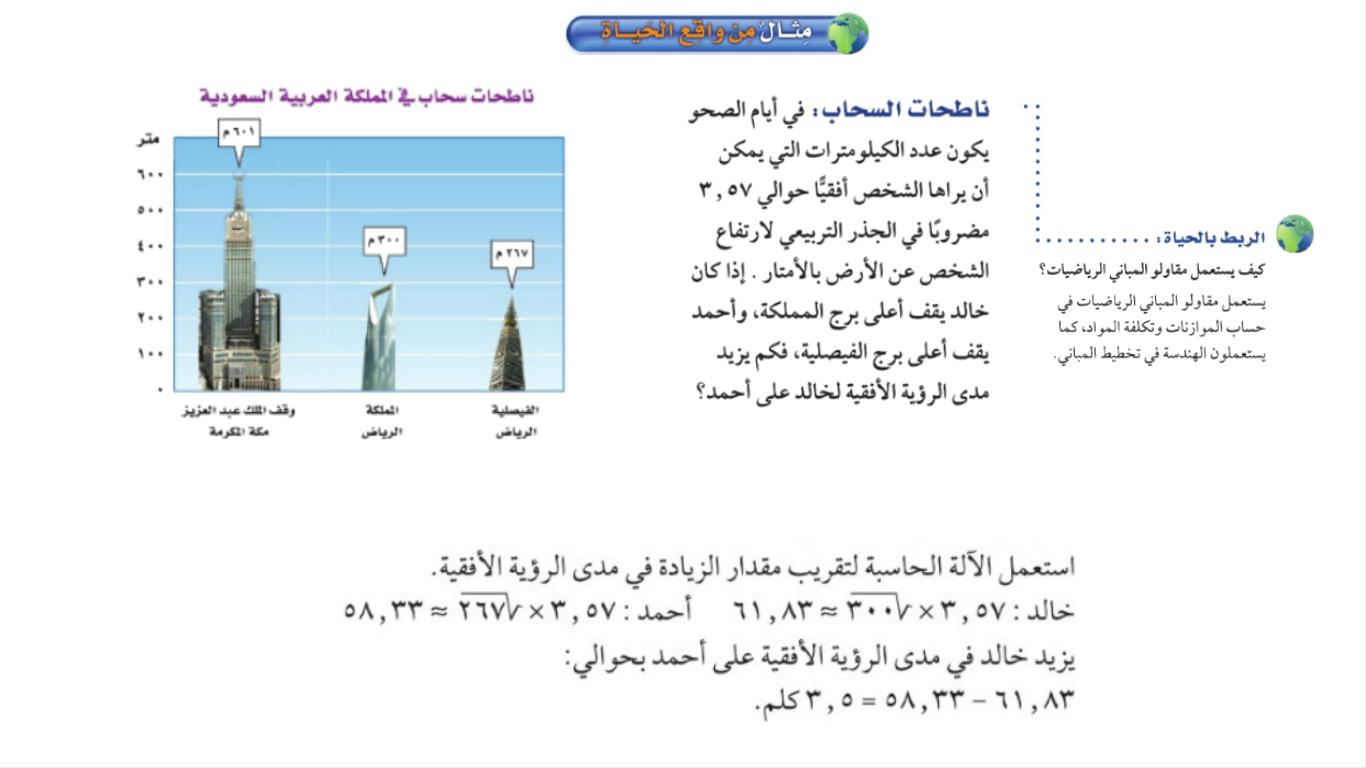 مِثـالٌ مِن واقِعِ الحَيـاةِ
ناطحات السحاب: في أيام الصحو
يكون عدد الكيلومترات التي يمكن
أن يراها الشخص أفقيًّا حوالي ٣,٥٧
مضروبًا في الجذر التربيعي لارتفاع
الشخص عن الأرض بالأمتار . إذا كان
خالد يقف أعلى برج المملكة، وأحمد
يقف أعلى برج الفيصلية، فكم يزيد
مدى الرؤية الأفقية لخالد على أحمد؟
الربط بالحياة:
كيف يستعمل مقاولو المباني الرياضيات؟
يستعمل مقاولو المباني الرياضيات في
حساب الموازنات وتكلفة المواد، كما
يستعملون الهندسة في تخطيط المباني.
ناطحات سحاب في المملكة العربية السعودية
متر
٦٠٠
٥٠٠
٤٠٠
٣٠٠
٢٠٠
١٠٠
٠
٢٦٧ م
٣٠٠ م
٦٠١ م
الفيصلية
الرياض
المملكة
الرياض
وقف الملك عبد العزيز
مكة المكرمة
استعمل الآلة الحاسبة لتقريب مقدار الزيادة في مدى الرؤية الأفقية.
خالد : ٣,٥٧ × √٣٠٠ ≈ ٦١,٨٣ أحمد : ٣,٥٧ × √٢٦٧ ≈ ٥٨,٣٣
يزيد خالد في مدى الرؤية الأفقية على أحمد بحوالي:
٦١,٨٣ – ٥٨,٣٣ = ٣,٥ كلم.